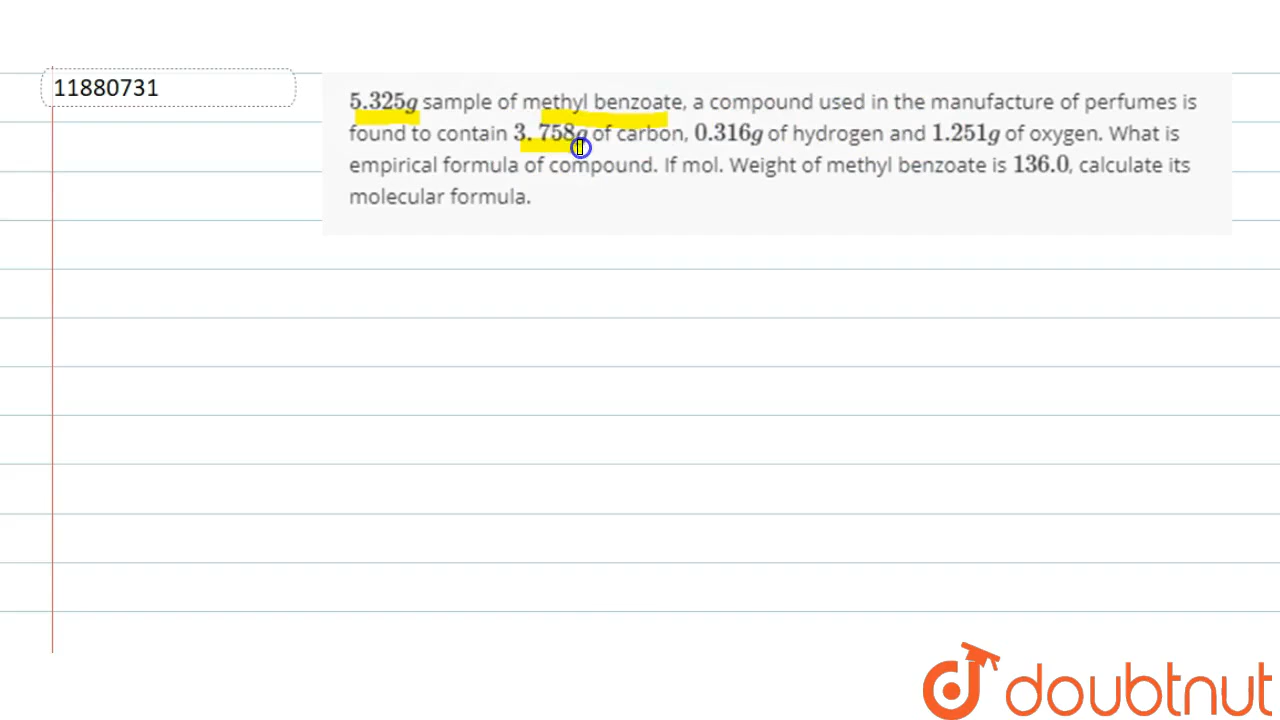 11880731
5.325g sample of methyl benzoate, a compound used in the manufacture of perfumes is
found to contain 3. 758g of carbon, 0.316g of hydrogen and 1.251g of oxygen. What is
empirical formula of compound. If mol. Weight of methyl benzoate is 136.0, calculate its
molecular formula.
doubtnut